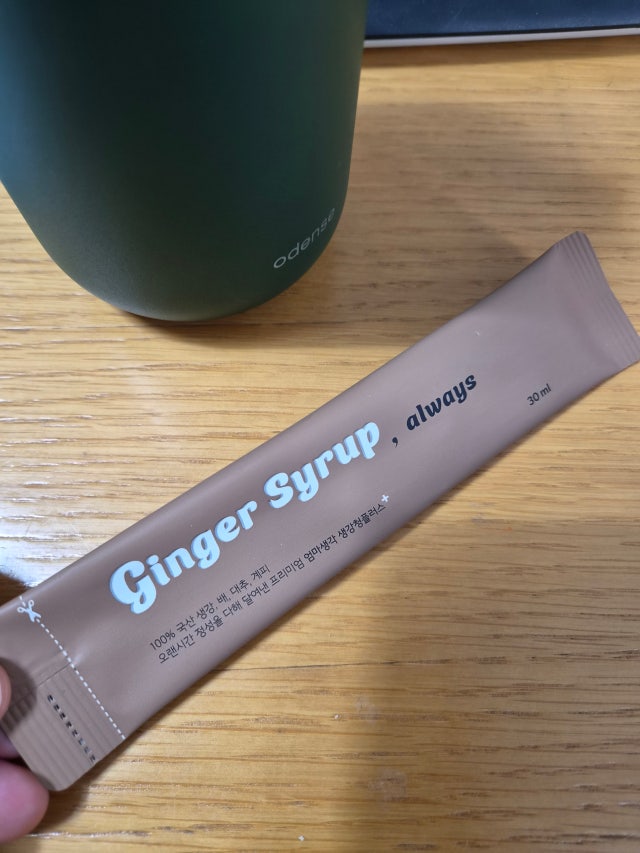 odense
Ginger Syrup , always
30 ml
100% 국산 생강, 배, 대추, 계피
오랜시간 정성을 다해 달여낸 프리미엄 엄마생각 생강청플러스+